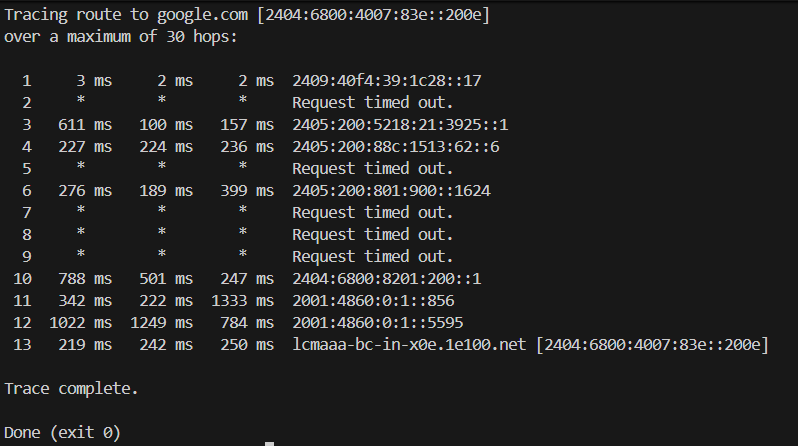 Tracing route to google.com [2404:6800:4007:83e::200e]
over a maximum of 30 hops:

  1     3 ms     2 ms     2 ms  2409:40f4:39:1c28::17
  2     *        *        *     Request timed out.
  3   611 ms   100 ms   157 ms  2405:200:5218:21:3925::1
  4   227 ms   224 ms   236 ms  2405:200:88c:1513:62::6
  5     *        *        *     Request timed out.
  6   276 ms   189 ms   399 ms  2405:200:801:900::1624
  7     *        *        *     Request timed out.
  8     *        *        *     Request timed out.
  9     *        *        *     Request timed out.
 10   788 ms   501 ms   247 ms  2404:6800:8201:200::1
 11   342 ms   222 ms  1333 ms  2001:4860:0:1::856
 12  1022 ms  1249 ms   784 ms  2001:4860:0:1::5595
 13   219 ms   242 ms   250 ms  lcmaaa-bc-in-x0e.1e100.net [2404:6800:4007:83e::200e]

Trace complete.

Done (exit 0)